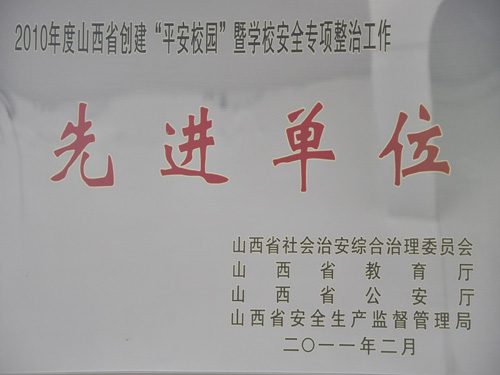 2010年度山西省创建“平安校园”暨学校安全专项整治工作
先进单位
山西省社会治安综合治理委员会
山西省教育厅
山西省公安厅
山西省安全生产监督管理局
二〇一一年二月